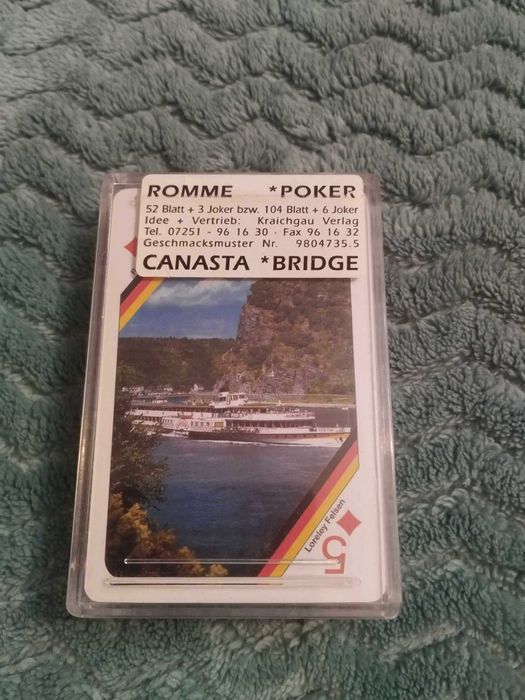 ROMME *POKER
52 Blatt + 3 Joker bzw. 104 Blatt + 6 Joker
Idee + Vertrieb: Kraichgau Verlag
Tel. 07251 - 96 16 30 · Fax 96 16 32
Geschmacksmuster Nr. 9804735.5
CANASTA *BRIDGE
Loreley Felsen
5